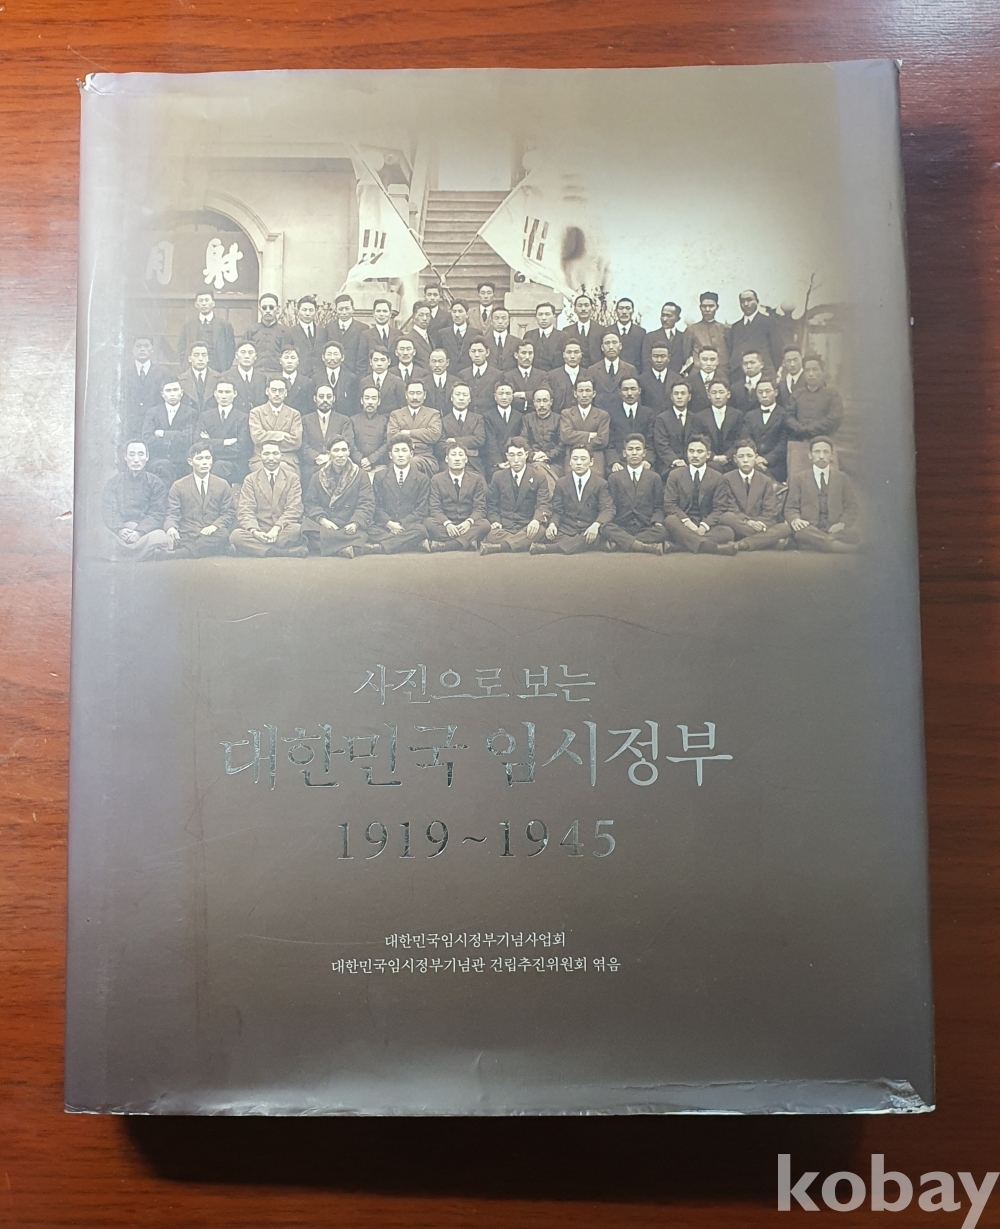 月 射
사진으로 보는
대한민국 임시정부
1919~1945
대한민국임시정부기념사업회
대한민국임시정부기념관 건립추진위원회 엮음
kobay